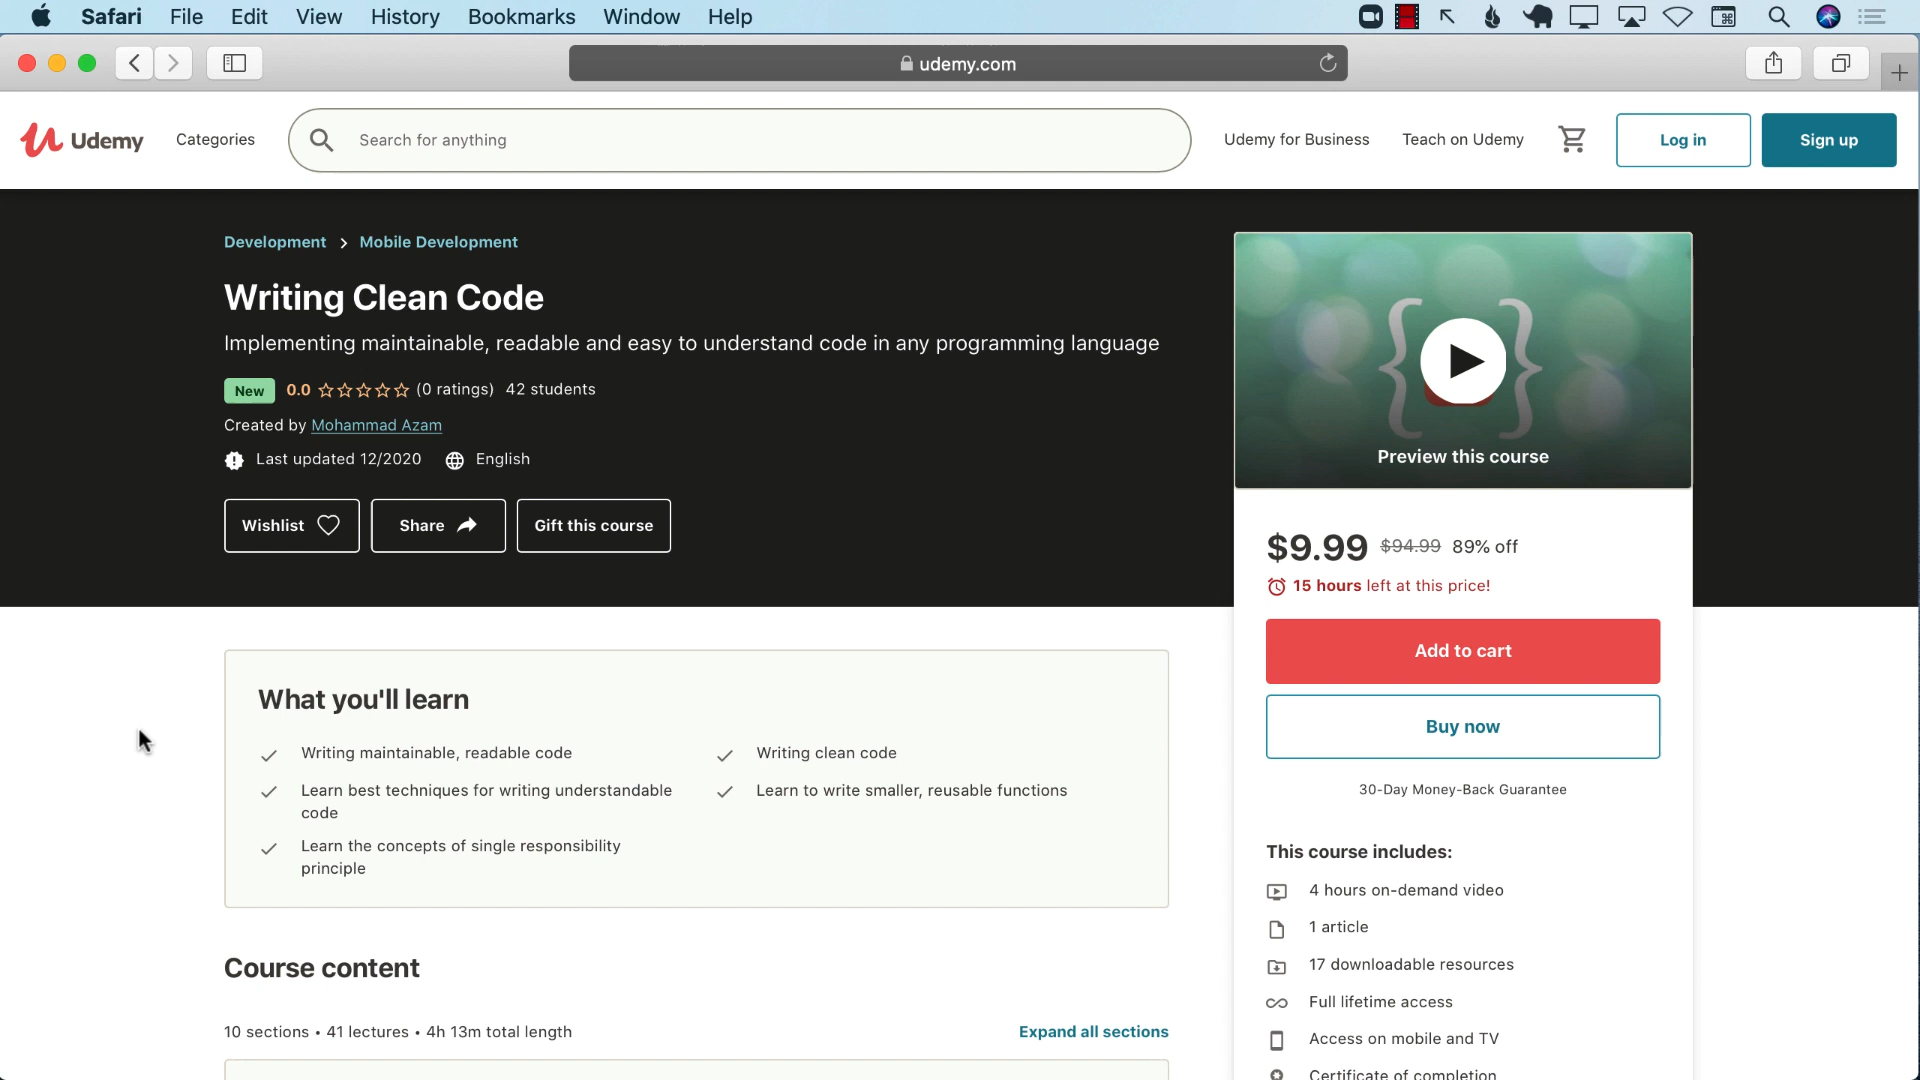 Safari File Edit View History Bookmarks Window Help
udemy.com
Udemy Categories Search for anything Udemy for Business Teach on Udemy Log in Sign up
Development > Mobile Development
Writing Clean Code
Implementing maintainable, readable and easy to understand code in any programming language
New 0.0 (0 ratings) 42 students
Created by Mohammad Azam
Last updated 12/2020 English
Wishlist Share Gift this course
Preview this course
$9.99 $94.99 89% off
15 hours left at this price!
Add to cart
Buy now
30-Day Money-Back Guarantee
This course includes:
4 hours on-demand video
1 article
17 downloadable resources
Full lifetime access
Access on mobile and TV
Certificate of completion
What you'll learn
Writing maintainable, readable code
Writing clean code
Learn best techniques for writing understandable
code
Learn to write smaller, reusable functions
Learn the concepts of single responsibility
principle
Course content
10 sections • 41 lectures • 4h 13m total length
Expand all sections